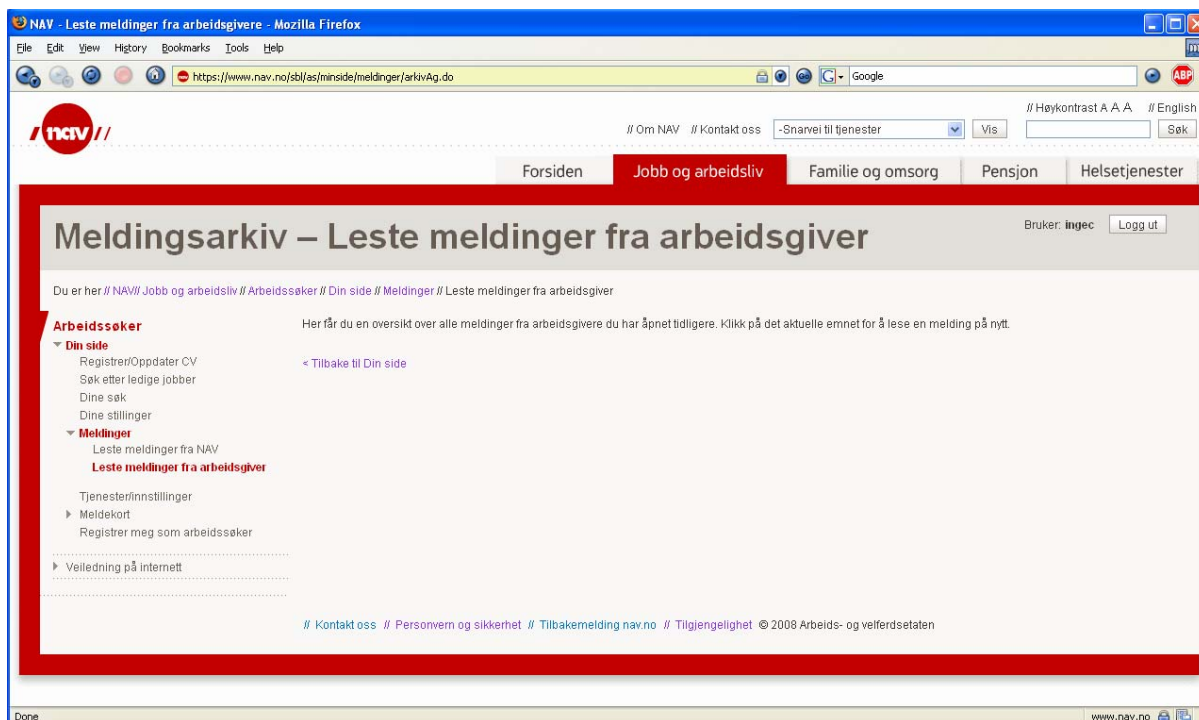 NAV - Leste meldinger fra arbeidsgivere - Mozilla Firefox
File Edit View History Bookmarks Tools Help
https://www.nav.no/sbl/as/minside/meldinger/arkivAg.do
G Google
ABP
// Høykontrast A A A // English
nav
// Om NAV // Kontakt oss -Snarvei til tjenester Vis Søk
Forsiden Jobb og arbeidsliv Familie og omsorg Pensjon Helsetjenester
Meldingsarkiv – Leste meldinger fra arbeidsgiver
Bruker: ingec Logg ut
Du er her // NAV// Jobb og arbeidsliv // Arbeidssøker // Din side // Meldinger // Leste meldinger fra arbeidsgiver
Arbeidssøker
Din side
Registrer/Oppdater CV
Søk etter ledige jobber
Dine søk
Dine stillinger
Meldinger
Leste meldinger fra NAV
Leste meldinger fra arbeidsgiver
Tjenester/innstillinger
Meldekort
Registrer meg som arbeidssøker
Veiledning på internett
Her får du en oversikt over alle meldinger fra arbeidsgivere du har åpnet tidligere. Klikk på det aktuelle emnet for å lese en melding på nytt.
< Tilbake til Din side
// Kontakt oss // Personvern og sikkerhet // Tilbakemelding nav.no // Tilgjengelighet © 2008 Arbeids- og velferdsetaten
Done www.nav.no